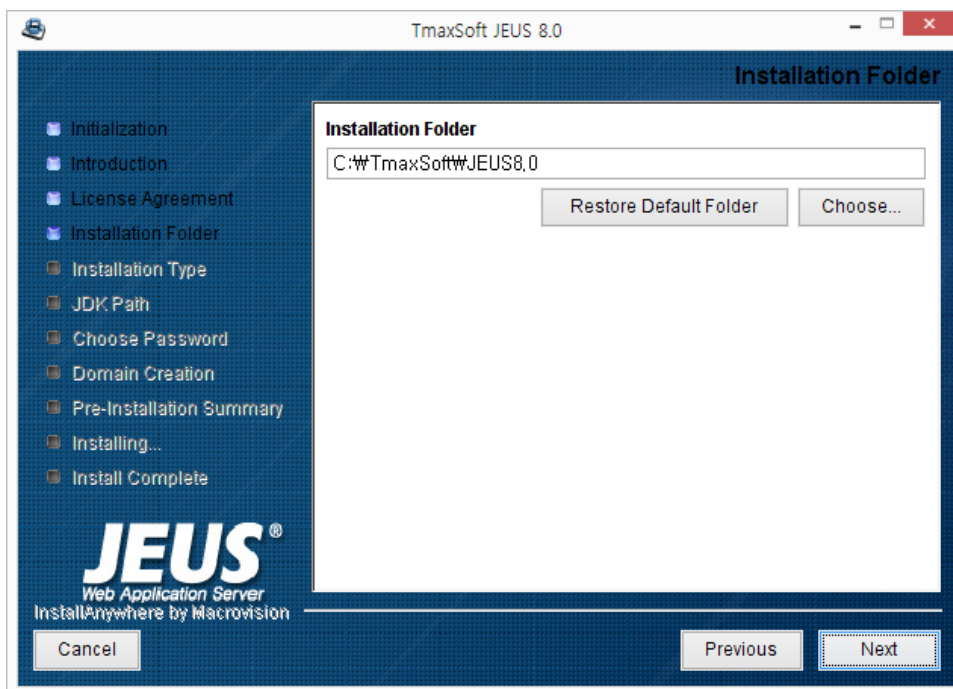 TmaxSoft JEUS 8.0
Installation Folder
Initialization
Introduction
License Agreement
Installation Folder
Installation Type
JDK Path
Choose Password
Domain Creation
Pre-Installation Summary
Installing...
Install Complete
JEUS®
Web Application Server
InstallAnywhere by Macrovision
Installation Folder
C:₩TmaxSoft₩JEUS8.0
Restore Default Folder
Choose...
Cancel
Previous
Next